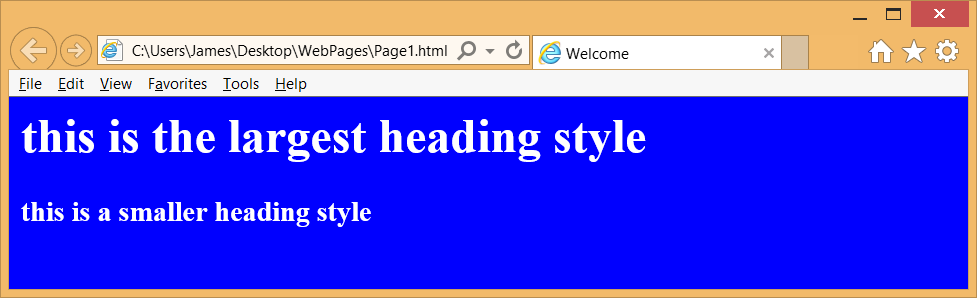 C:\Users\James\Desktop\WebPages\Page1.html
Welcome
File Edit View Favorites Tools Help
this is the largest heading style
this is a smaller heading style